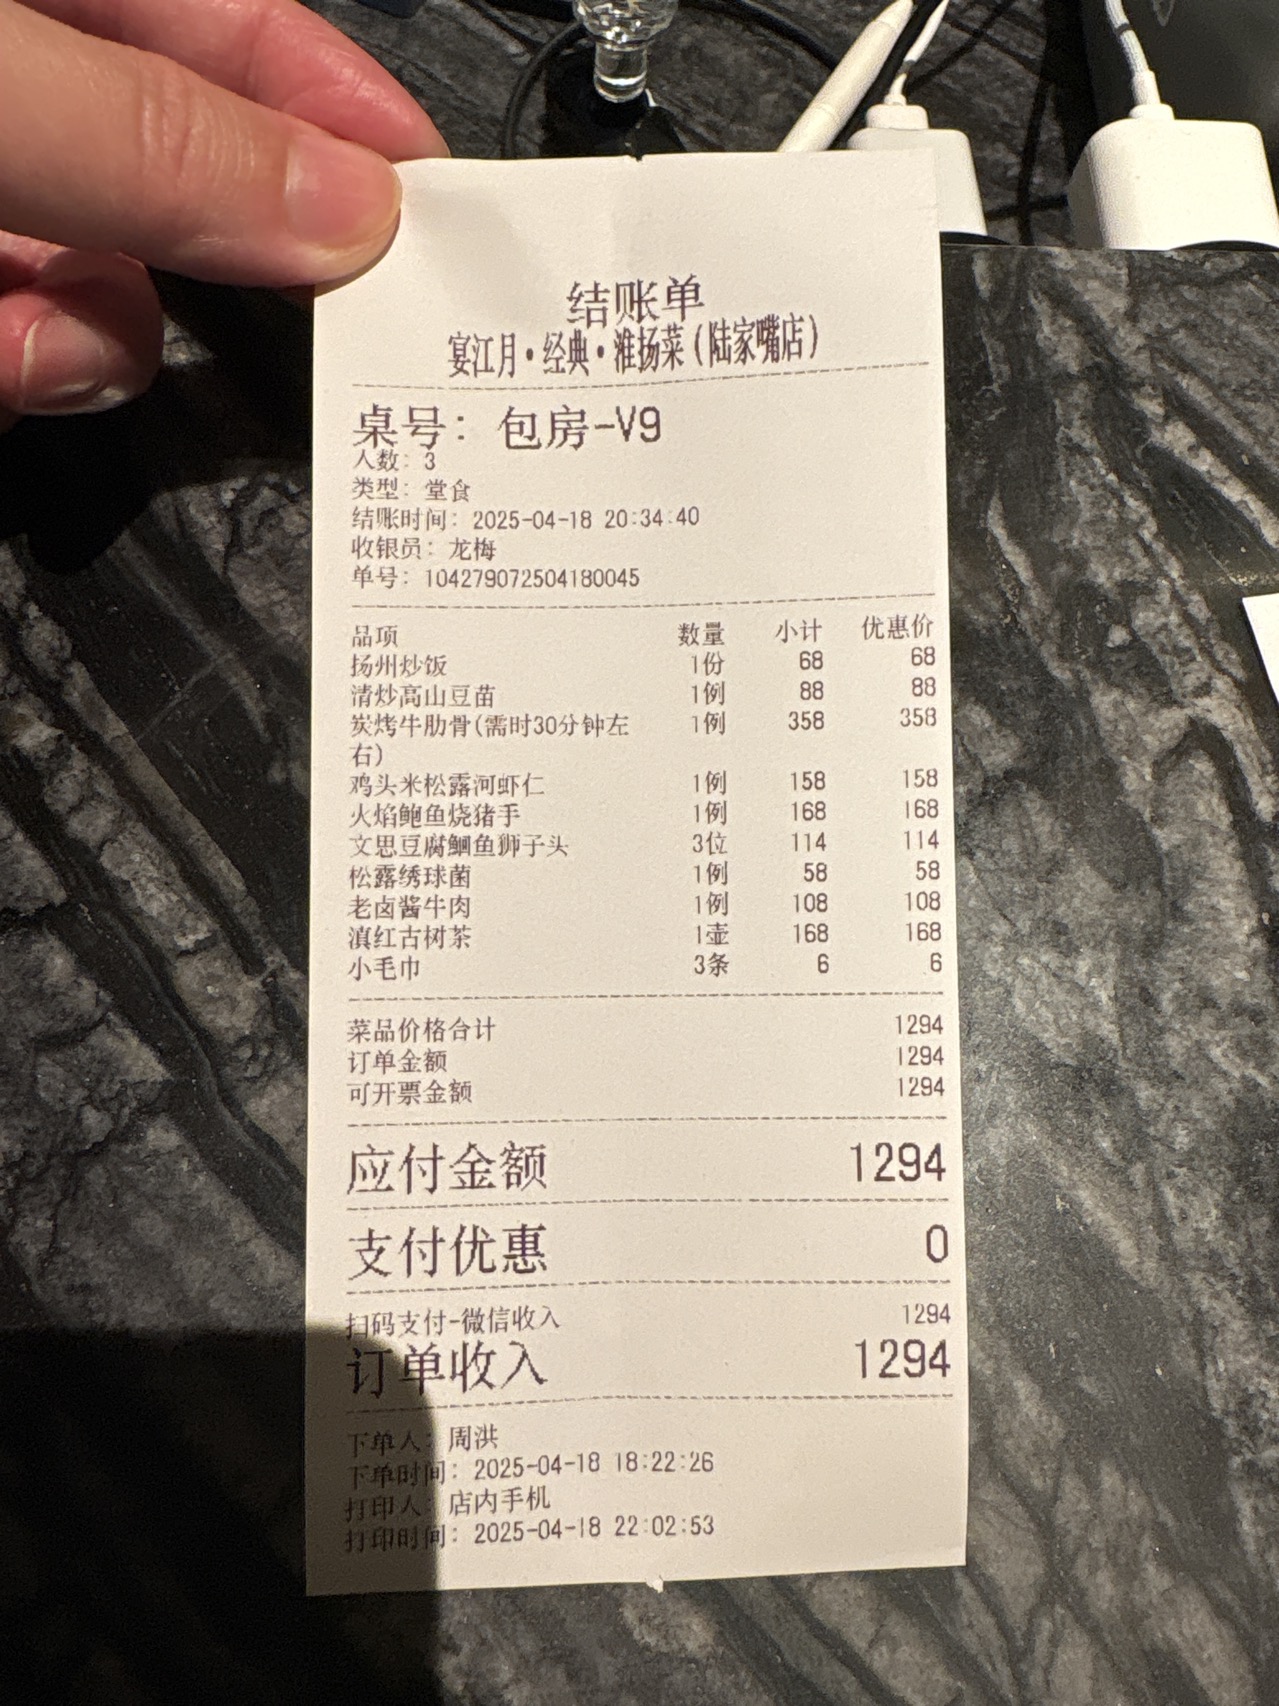 结账单
宴江月·经典·淮扬菜(陆家嘴店)
桌号: 包房-V9
人数: 3
类型: 堂食
结账时间: 2025-04-18 20:34:40
收银员: 龙梅
单号: 104279072504180045
品项 数量 小计 优惠价
扬州炒饭 1份 68 68
清炒高山豆苗 1例 88 88
炭烤牛肋骨(需时30分钟左 1例 358 358
右)
鸡头米松露河虾仁 1例 158 158
火焰鲍鱼烧猪手 1例 168 168
文思豆腐鮰鱼狮子头 3位 114 114
松露绣球菌 1例 58 58
老卤酱牛肉 1例 108 108
滇红古树茶 1壶 168 168
小毛巾 3条 6 6
菜品价格合计 1294
订单金额 1294
可开票金额 1294
应付金额 1294
支付优惠 0
扫码支付-微信收入 1294
订单收入 1294
下单人: 周洪
下单时间: 2025-04-18 18:22:26
打印人: 店内手机
打印时间: 2025-04-18 22:02:53